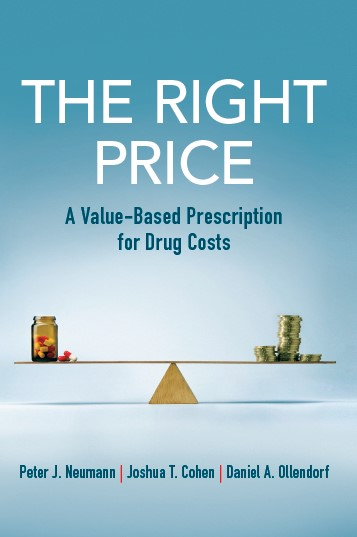 THE RIGHT
PRICE
A Value-Based Prescription
for Drug Costs
Peter J. Neumann | Joshua T. Cohen | Daniel A. Ollendorf